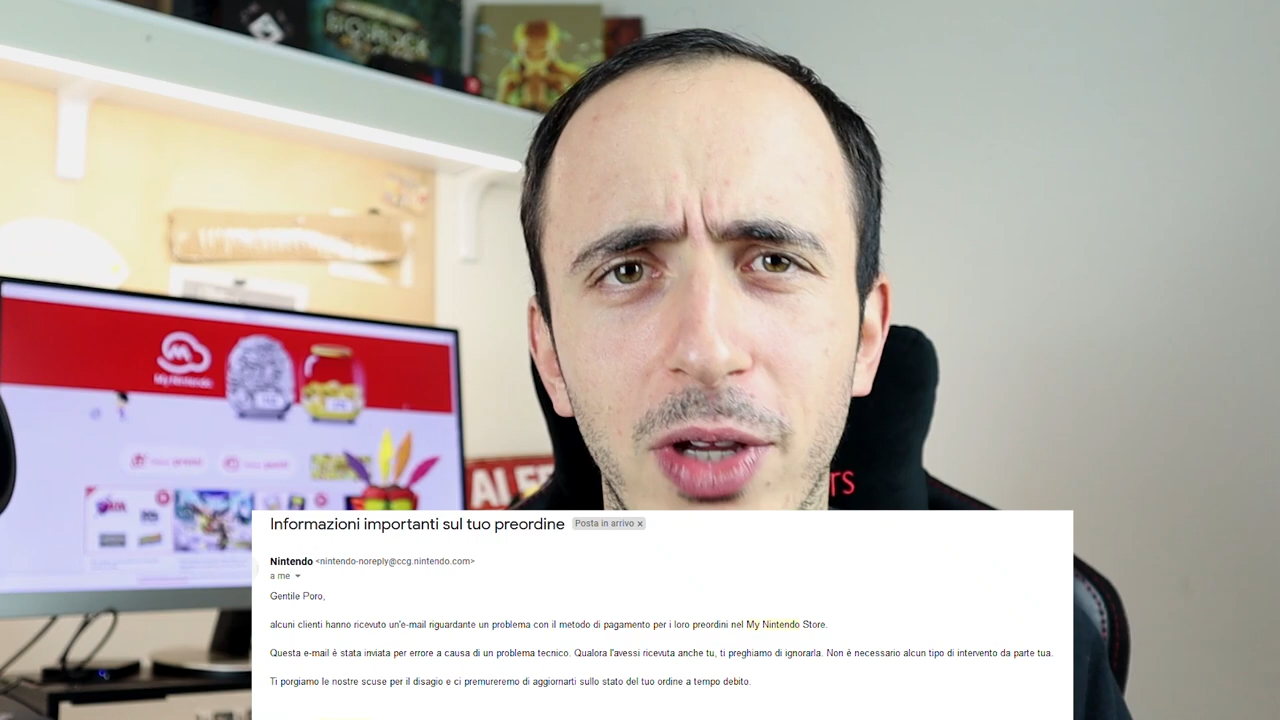 BIOSHOCK
My Nintendo
ALE
TS
Informazioni importanti sul tuo preordine Posta in arrivo ×
Nintendo <nintendo-noreply@ccg.nintendo.com>
a me
Gentile Poro,
alcuni clienti hanno ricevuto un'e-mail riguardante un problema con il metodo di pagamento per i loro preordini nel My Nintendo Store.
Questa e-mail è stata inviata per errore a causa di un problema tecnico. Qualora l'avessi ricevuta anche tu, ti preghiamo di ignorarla. Non è necessario alcun tipo di intervento da parte tua.
Ti porgiamo le nostre scuse per il disagio e ci premureremo di aggiornarti sullo stato del tuo ordine a tempo debito.